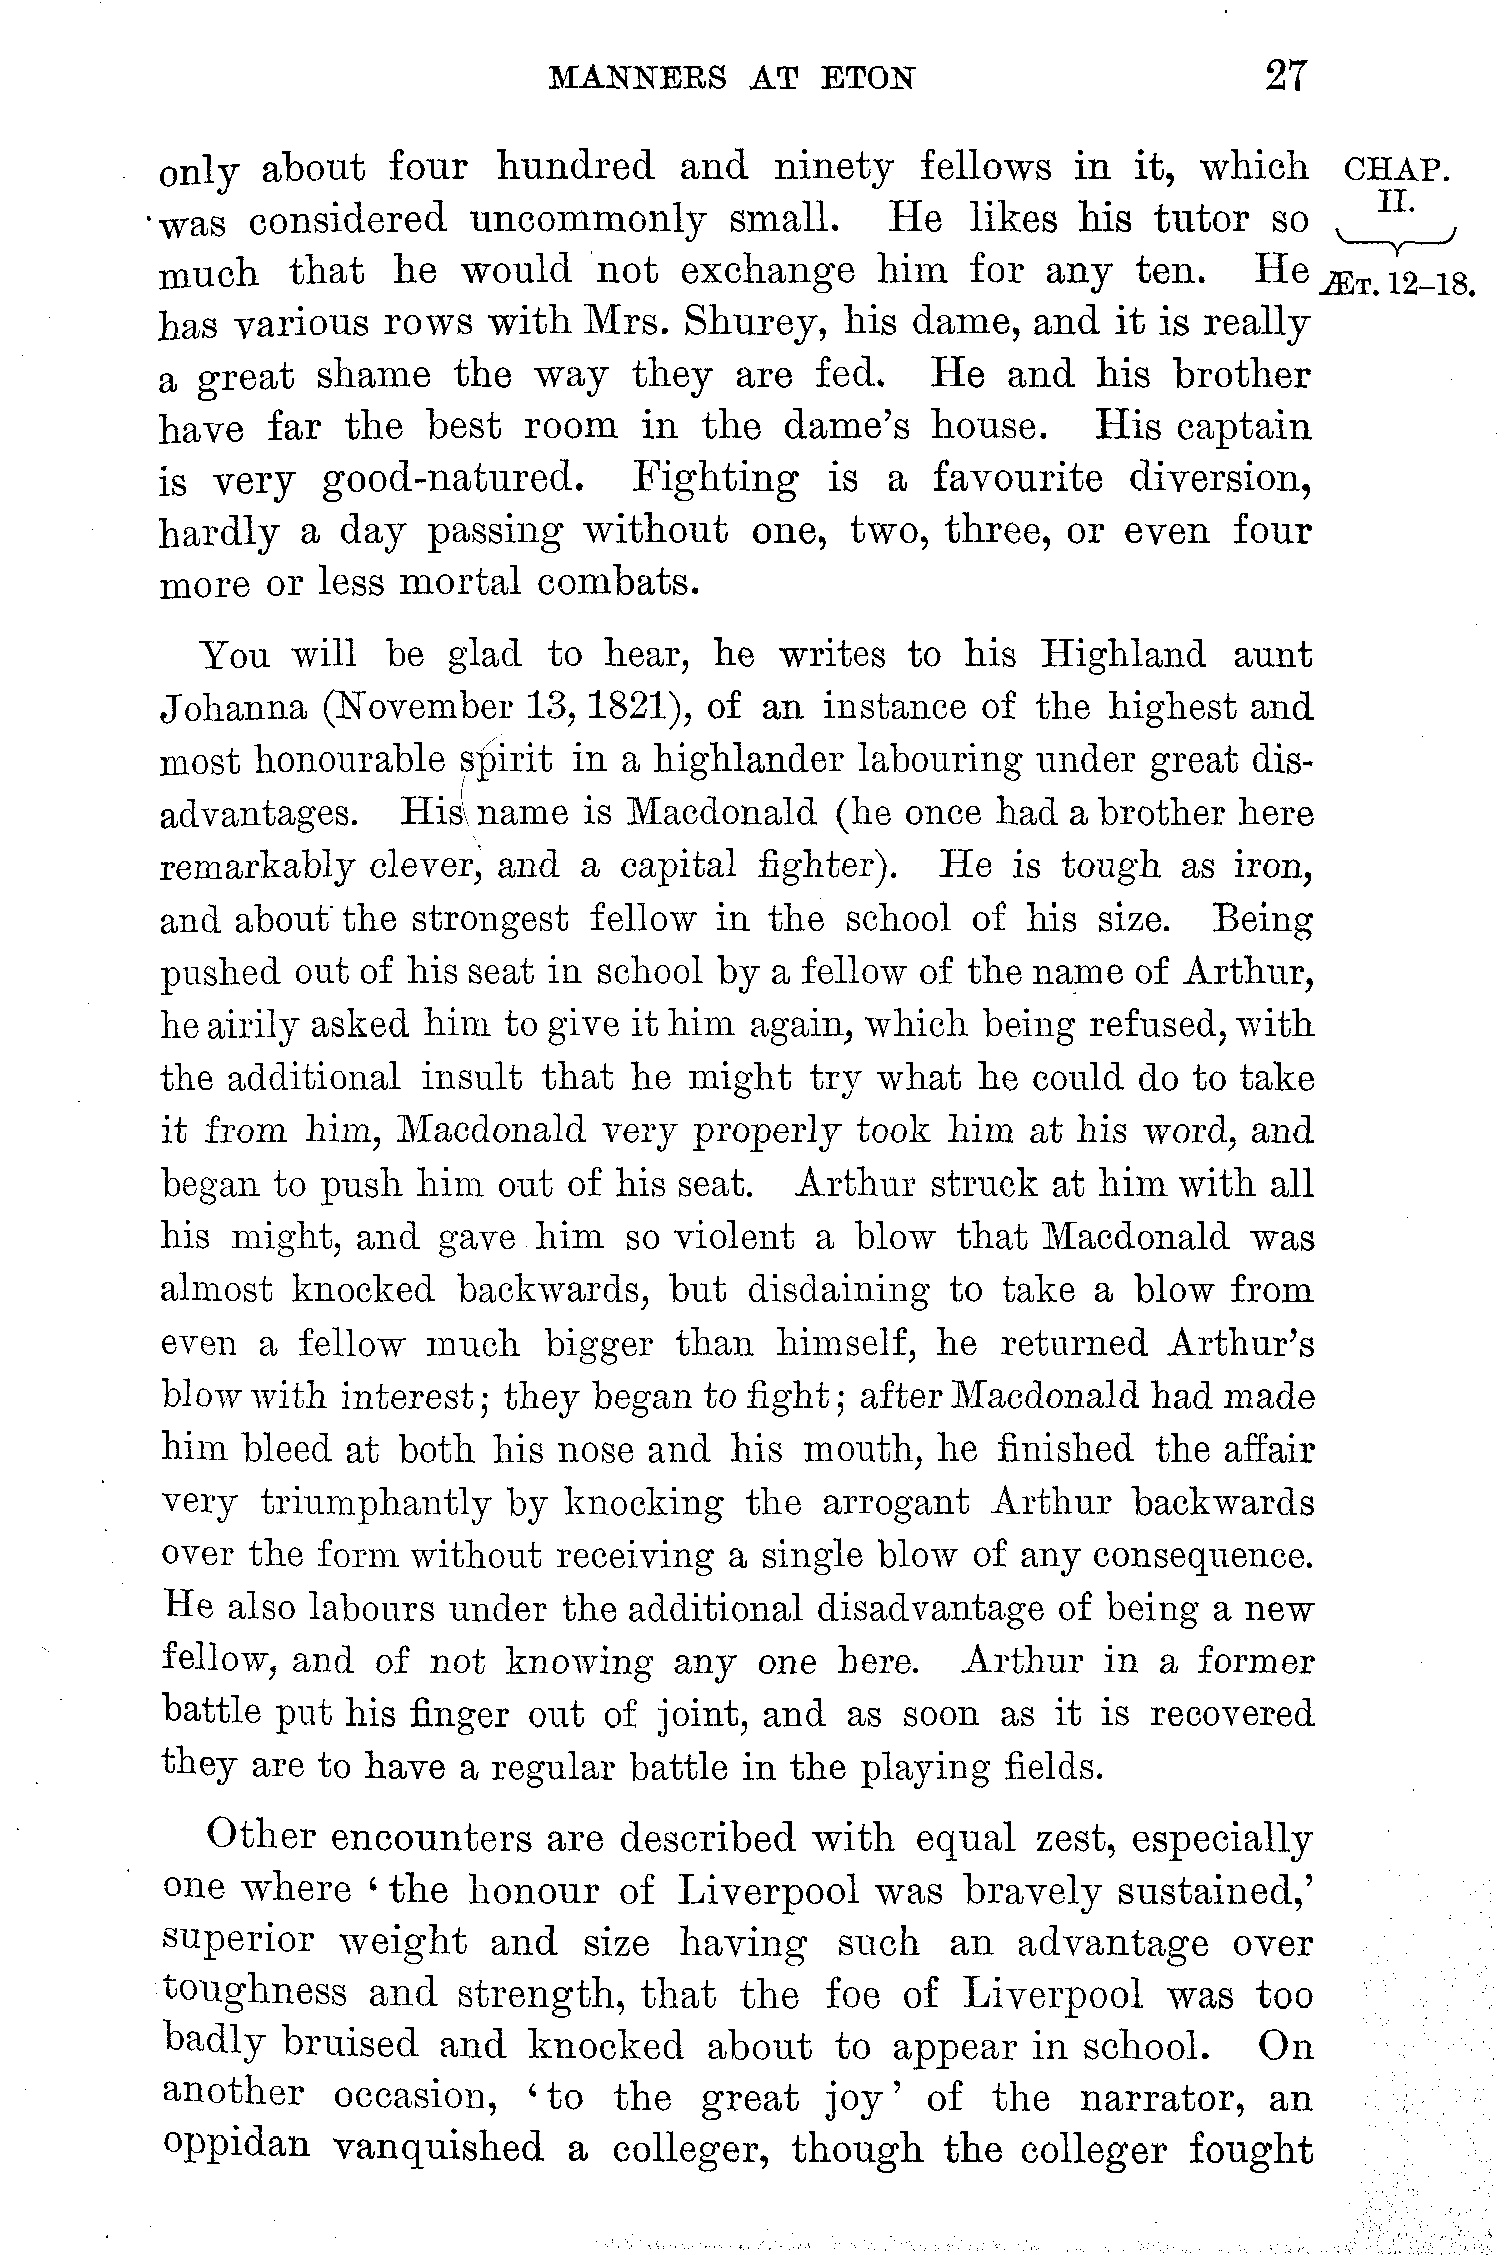 MANNERS AT ETON 27
only about four hundred and ninety fellows in it, which
was considered uncommonly small. He likes his tutor so
much that he would not exchange him for any ten. He
has various rows with Mrs. Shurey, his dame, and it is really
a great shame the way they are fed. He and his brother
have far the best room in the dame's house. His captain
is very good-natured. Fighting is a favourite diversion,
hardly a day passing without one, two, three, or even four
more or less mortal combats.
CHAP.
II.
ÆT. 12–18.
You will be glad to hear, he writes to his Highland aunt
Johanna (November 13, 1821), of an instance of the highest and
most honourable spirit in a highlander labouring under great dis-
advantages. His name is Macdonald (he once had a brother here
remarkably clever, and a capital fighter). He is tough as iron,
and about the strongest fellow in the school of his size. Being
pushed out of his seat in school by a fellow of the name of Arthur,
he airily asked him to give it him again, which being refused, with
the additional insult that he might try what he could do to take
it from him, Macdonald very properly took him at his word, and
began to push him out of his seat. Arthur struck at him with all
his might, and gave him so violent a blow that Macdonald was
almost knocked backwards, but disdaining to take a blow from
even a fellow much bigger than himself, he returned Arthur's
blow with interest; they began to fight; after Macdonald had made
him bleed at both his nose and his mouth, he finished the affair
very triumphantly by knocking the arrogant Arthur backwards
over the form without receiving a single blow of any consequence.
He also labours under the additional disadvantage of being a new
fellow, and of not knowing any one here. Arthur in a former
battle put his finger out of joint, and as soon as it is recovered
they are to have a regular battle in the playing fields.
Other encounters are described with equal zest, especially
one where 'the honour of Liverpool was bravely sustained,'
superior weight and size having such an advantage over
toughness and strength, that the foe of Liverpool was too
badly bruised and knocked about to appear in school. On
another occasion, 'to the great joy' of the narrator, an
oppidan vanquished a colleger, though the colleger fought